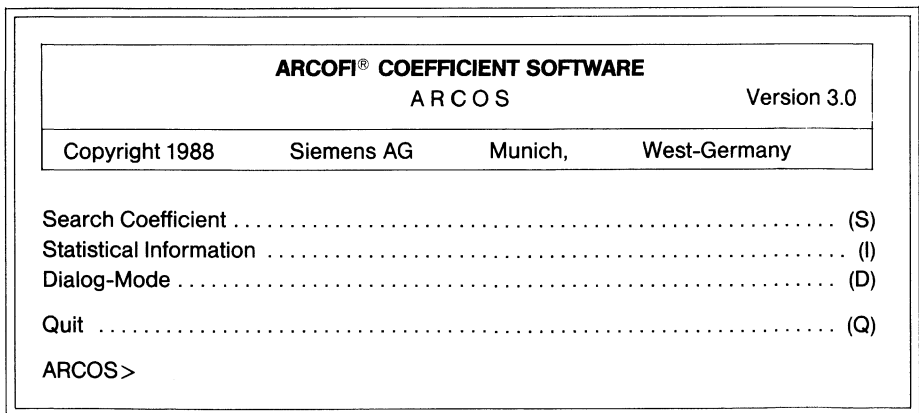 ARCOFI® COEFFICIENT SOFTWARE
A R C O S Version 3.0
Copyright 1988 Siemens AG Munich, West-Germany
Search Coefficient ........................................ (S)
Statistical Information ........................................ (I)
Dialog-Mode ........................................ (D)
Quit ........................................ (Q)
ARCOS>